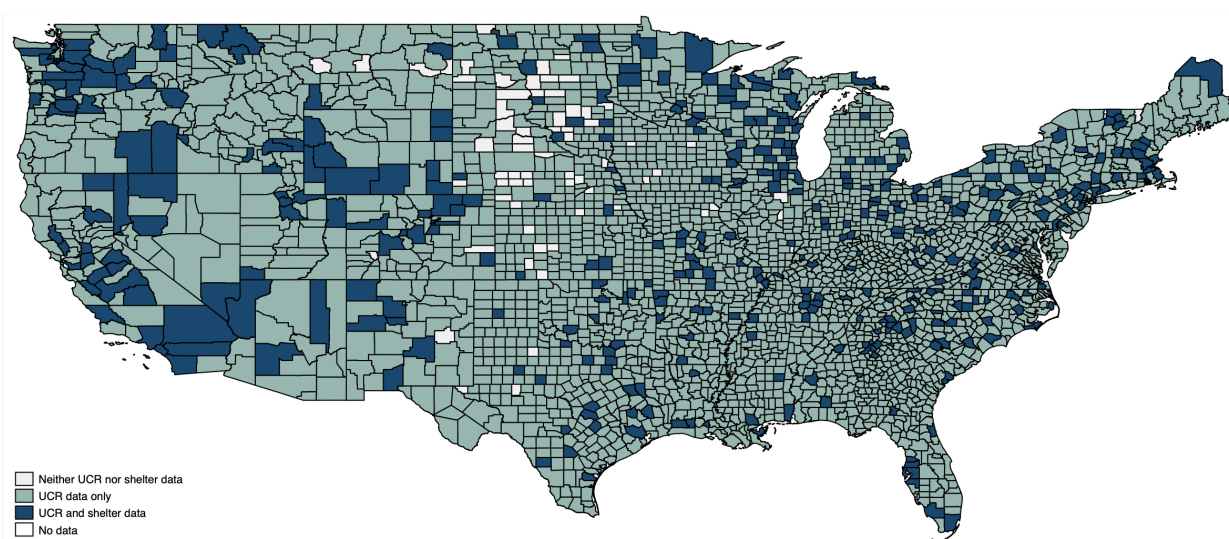 Neither UCR nor shelter data
UCR data only
UCR and shelter data
No data